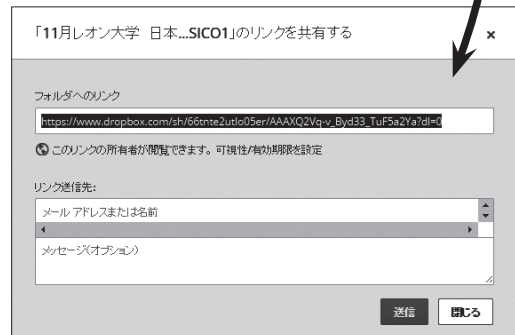 「11月レオン大学 日本...SICO1」のリンクを共有する ×
フォルダへのリンク
https://www.dropbox.com/sh/66tnte2utlo05er/AAAXQ2Vq-v_Byd33_TuF5a2Ya?dl=0
このリンクの所有者が閲覧できます。可視性/有効期限を設定
リンク送信先:
メール アドレスまたは名前
メッセージ(オプション)
送信 閉じる